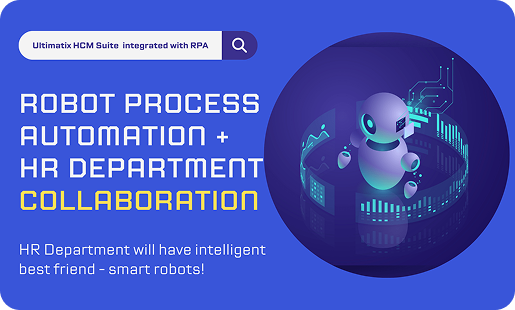 Ultimatix HCM Suite integrated with RPA
ROBOT PROCESS
AUTOMATION +
HR DEPARTMENT
COLLABORATION
HR Department will have intelligent
best friend - smart robots!